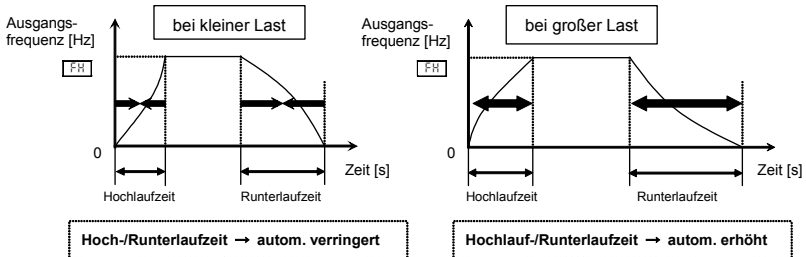 Ausgangs-
frequenz [Hz]
bei kleiner Last
FH
0
Zeit [s]
Hochlaufzeit
Runterlaufzeit
Hoch-/Runterlaufzeit → autom. verringert
Ausgangs-
frequenz [Hz]
bei großer Last
FH
0
Zeit [s]
Hochlaufzeit
Runterlaufzeit
Hochlauf-/Runterlaufzeit → autom. erhöht